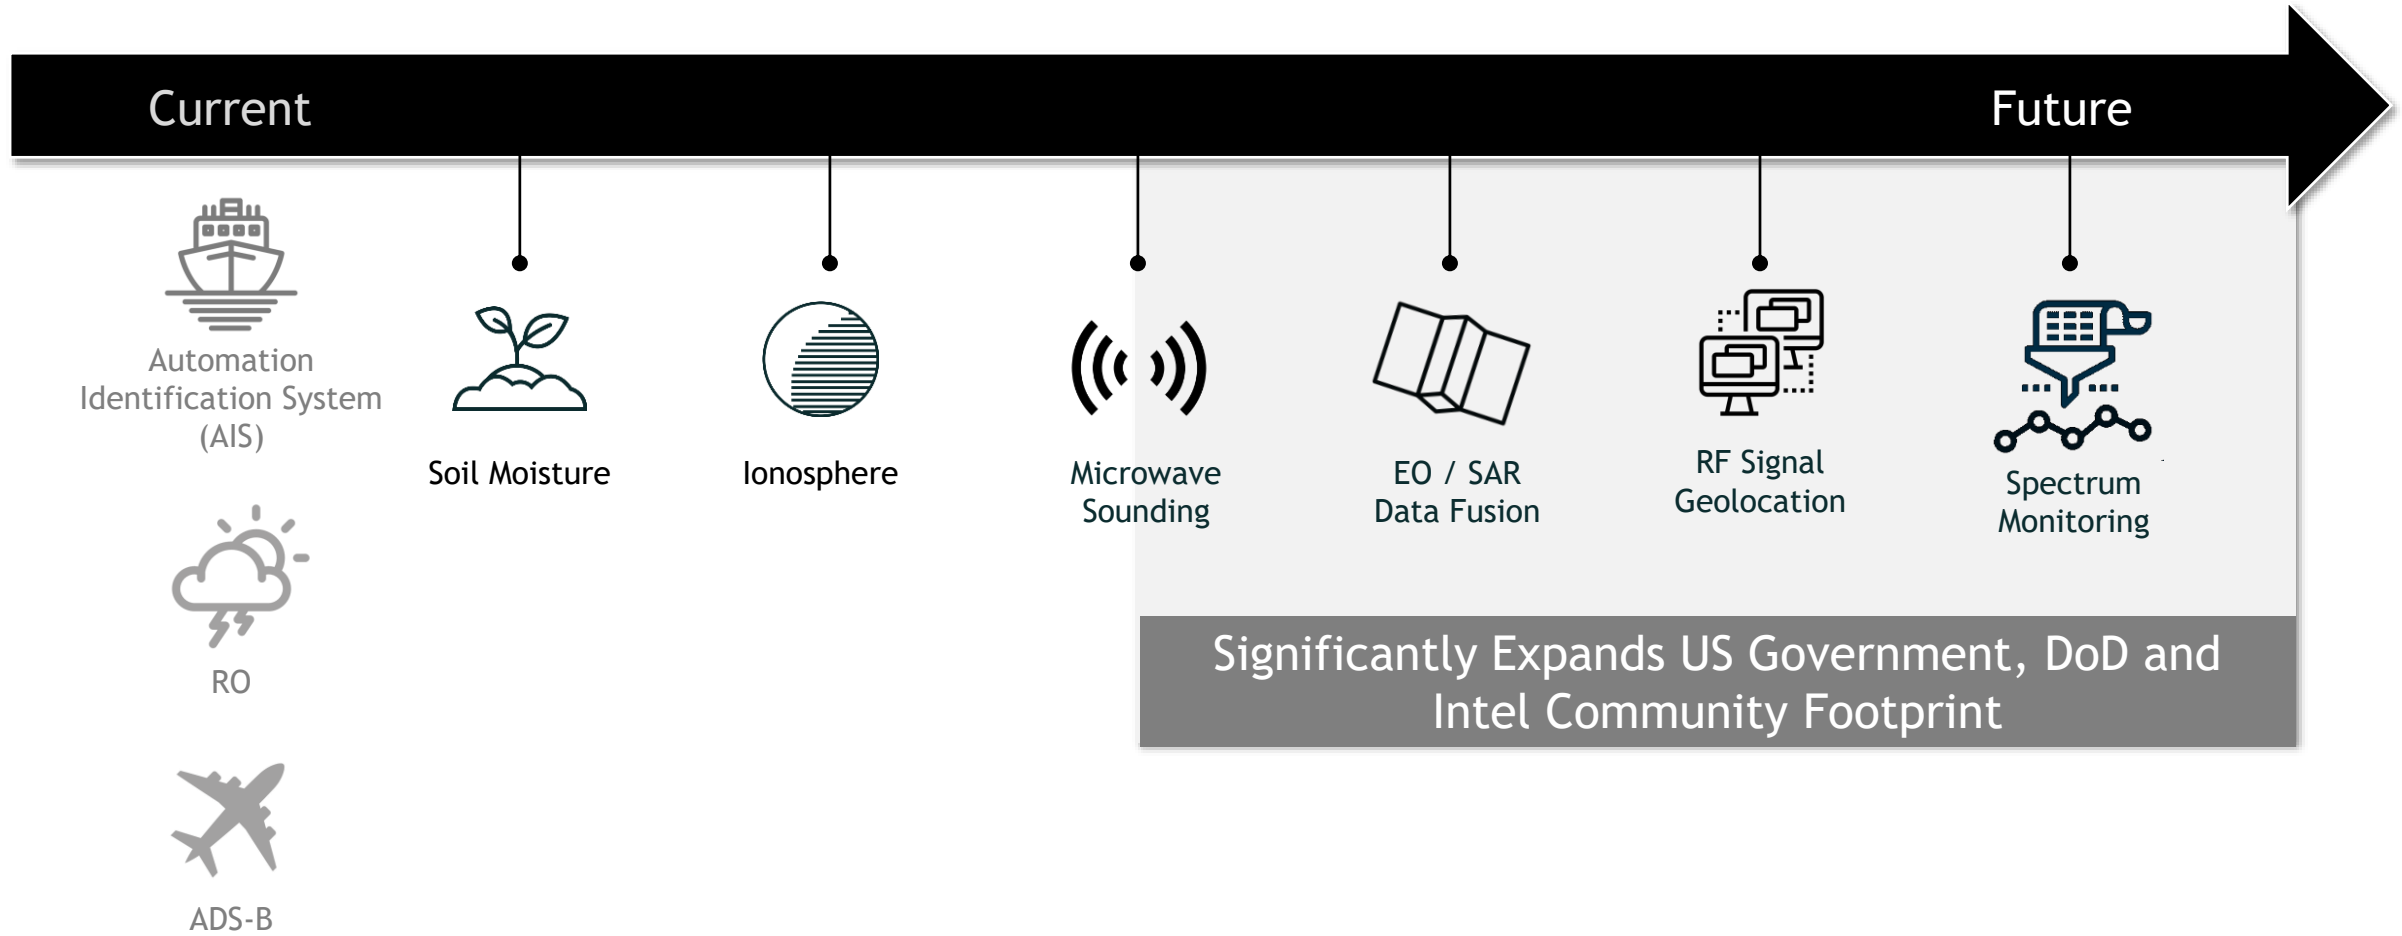 Current
Future
Automation
Identification System
(AIS)
RO
ADS-B
Soil Moisture
Ionosphere
Microwave
Sounding
EO / SAR
Data Fusion
RF Signal
Geolocation
Spectrum
Monitoring
Significantly Expands US Government, DoD and
Intel Community Footprint